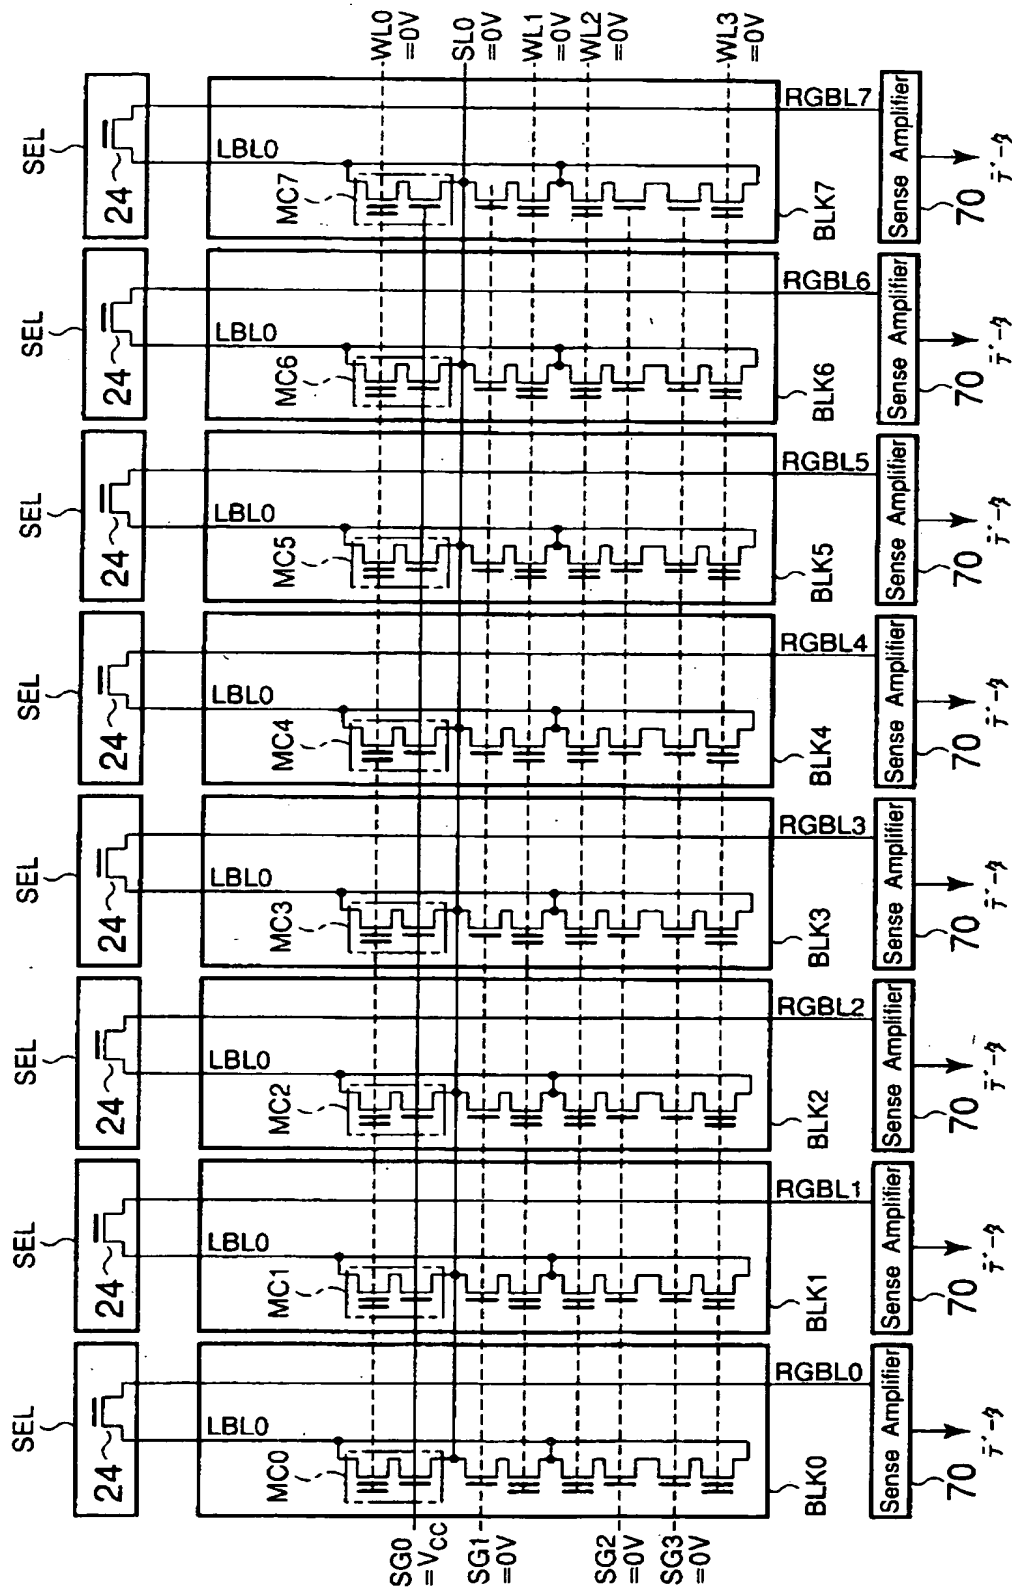 SEL
SEL
SEL
SEL
SEL
SEL
SEL
SEL
24
24
24
24
24
24
24
24
LBL0
LBL0
LBL0
LBL0
LBL0
LBL0
LBL0
LBL0
MC0
MC1
MC2
MC3
MC4
MC5
MC6
MC7
WL0
=0V
SG0
=VCC
SL0
=0V
SG1
=0V
WL1
=0V
WL2
=0V
SG2
=0V
SG3
=0V
WL3
=0V
RGBL0
RGBL1
RGBL2
RGBL3
RGBL4
RGBL5
RGBL6
RGBL7
BLK0
BLK1
BLK2
BLK3
BLK4
BLK5
BLK6
BLK7
Sense Amplifier
Sense Amplifier
Sense Amplifier
Sense Amplifier
Sense Amplifier
Sense Amplifier
Sense Amplifier
Sense Amplifier
70
70
70
70
70
70
70
70
データ
データ
データ
データ
データ
データ
データ
データ